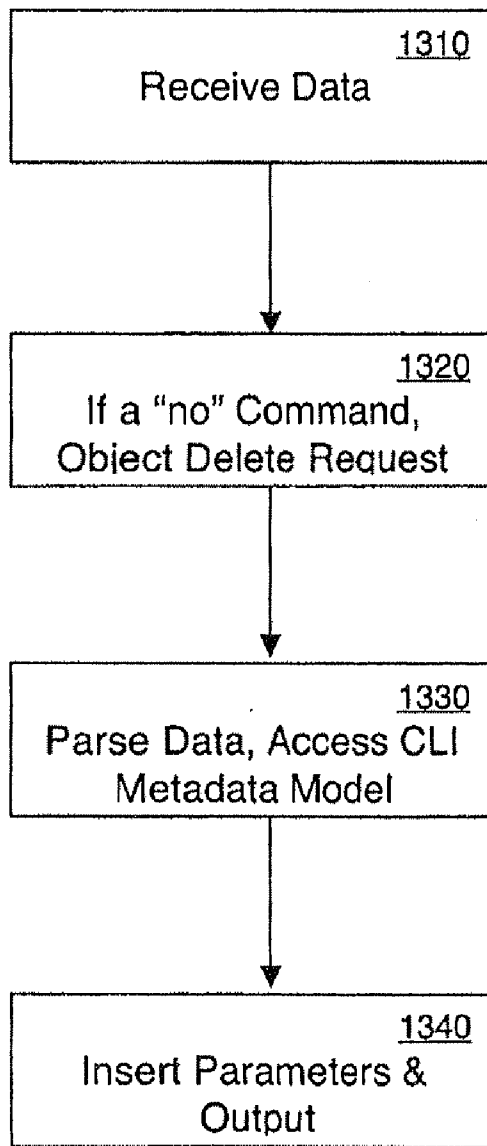 1310
Receive Data
1320
If a "no" Command,
Object Delete Request
1330
Parse Data, Access CLI
Metadata Model
1340
Insert Parameters &
Output